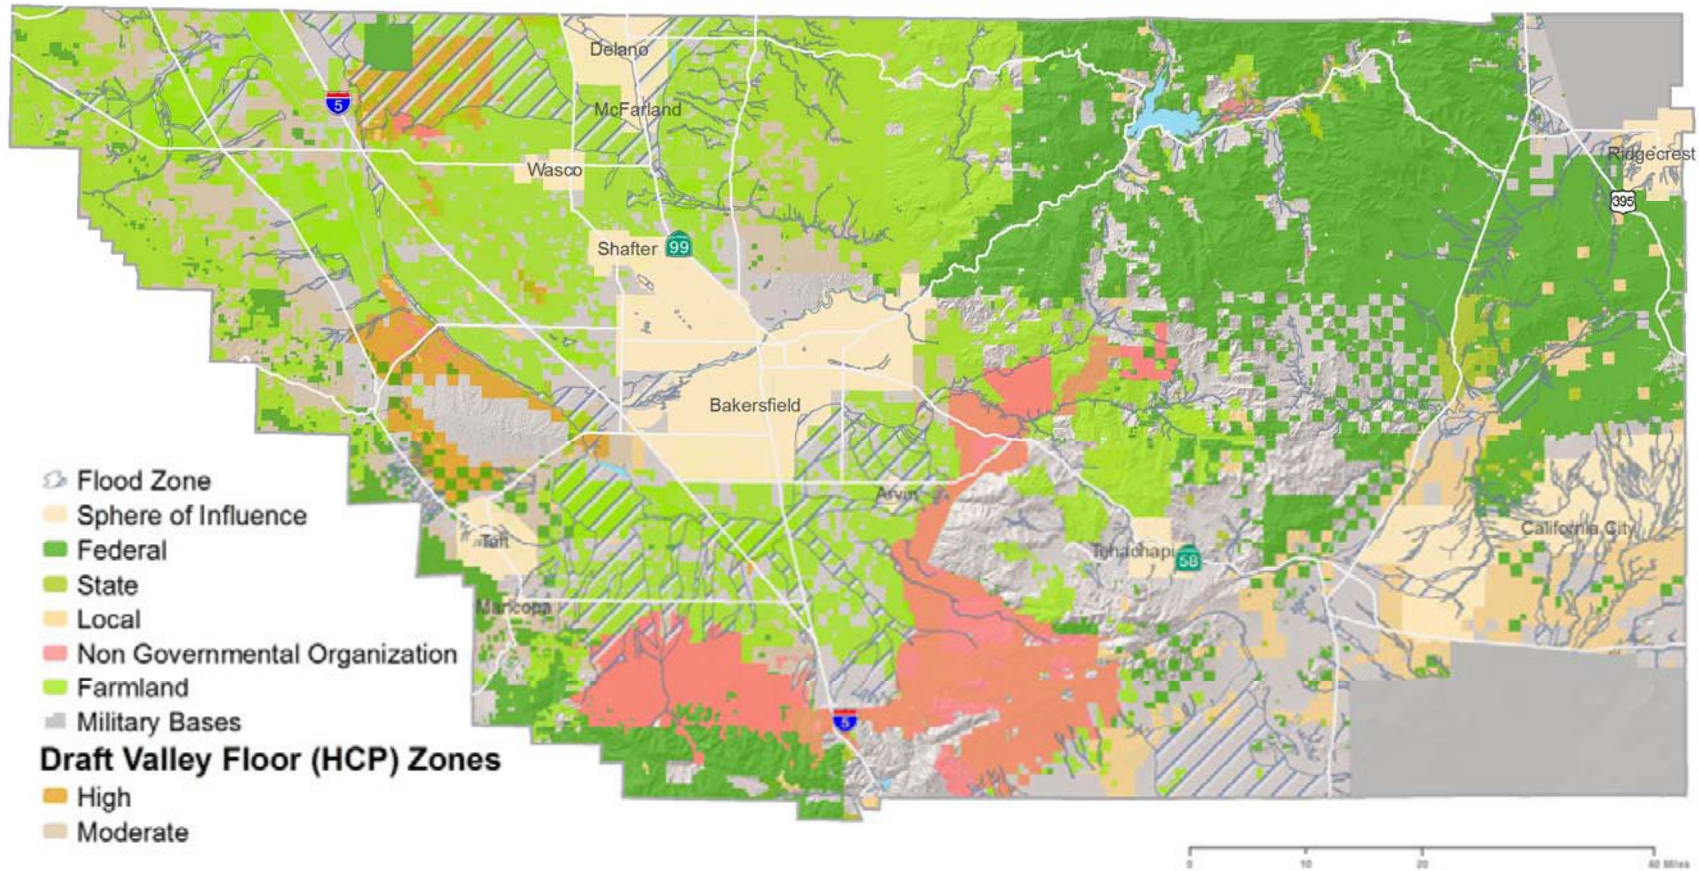 Delano
5
McFarland
Ridgecrest
Wasco
395
Shafter
99
Bakersfield
Flood Zone
Arvin
Sphere of Influence
California City
Taft
Federal
Tehachapi
58
State
Maricopa
Local
Non Governmental Organization
Farmland
Military Bases
5
Draft Valley Floor (HCP) Zones
High
Moderate
0 10 20 40 Miles